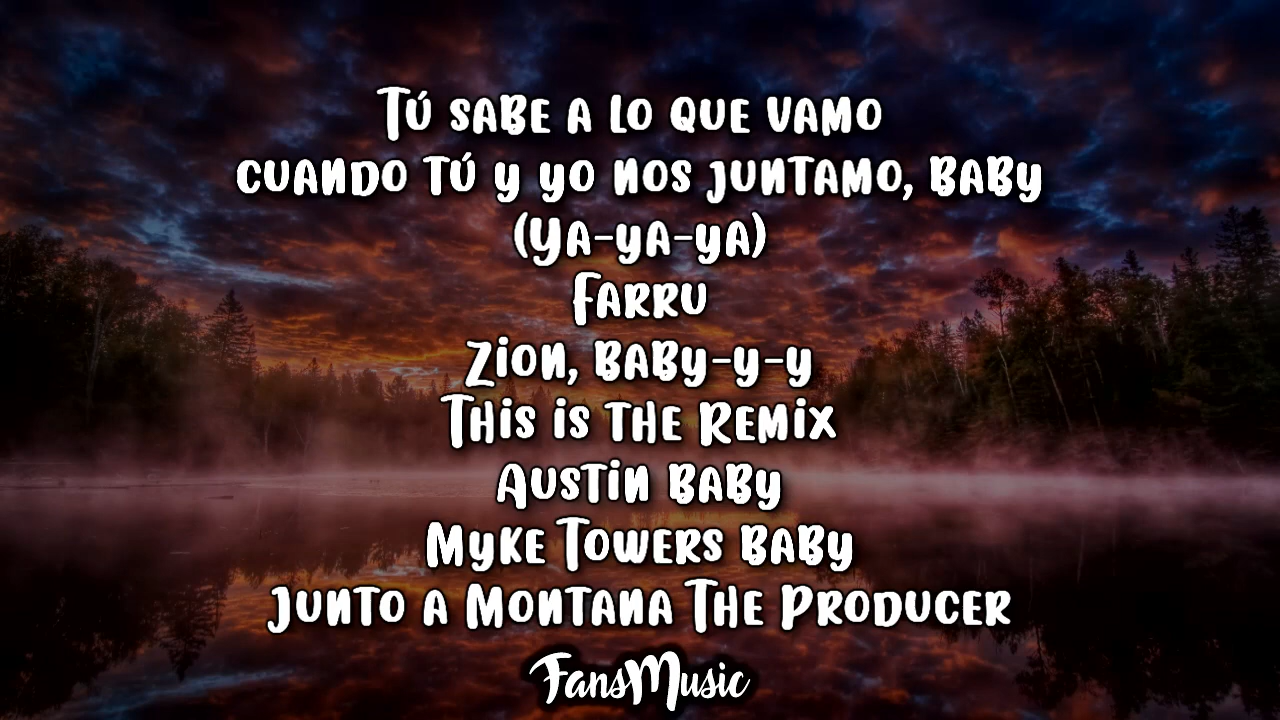 Tú sabe a lo que vamo
cuando tú y yo nos juntamo, baby
(Ya-ya-ya)
Farru
Zion, baby-y-y
This is the Remix
Austin baby
Myke Towers baby
Junto a Montana The Producer
FansMusic